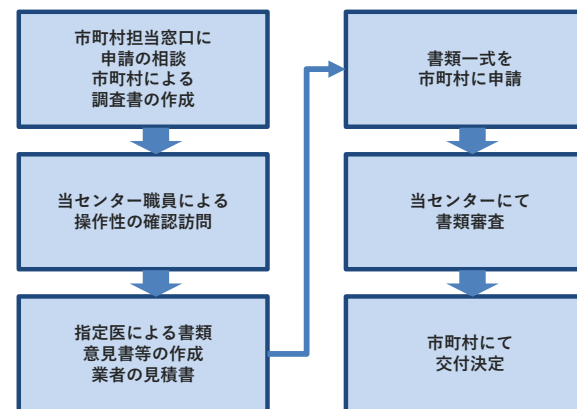 市町村担当窓口に
申請の相談
市町村による
調査書の作成
当センター職員による
操作性の確認訪問
指定医による書類
意見書等の作成
業者の見積書
書類一式を
市町村に申請
当センターにて
書類審査
市町村にて
交付決定